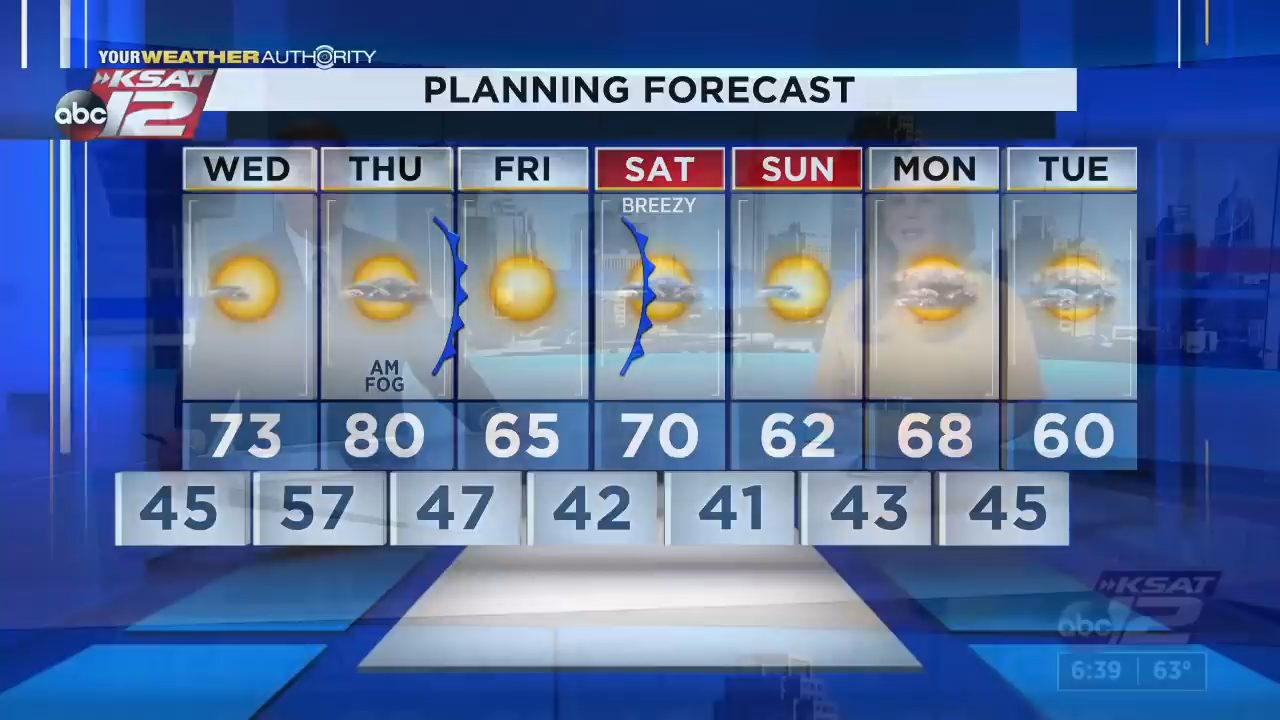 YOURWEATHERAUTHORITY
KSAT
abc 12
PLANNING FORECAST
WED THU FRI SAT SUN MON TUE
BREEZY
AM
FOG
73 80 65 70 62 68 60
45 57 47 42 41 43 45
KSAT
abc 12
6:39 63°